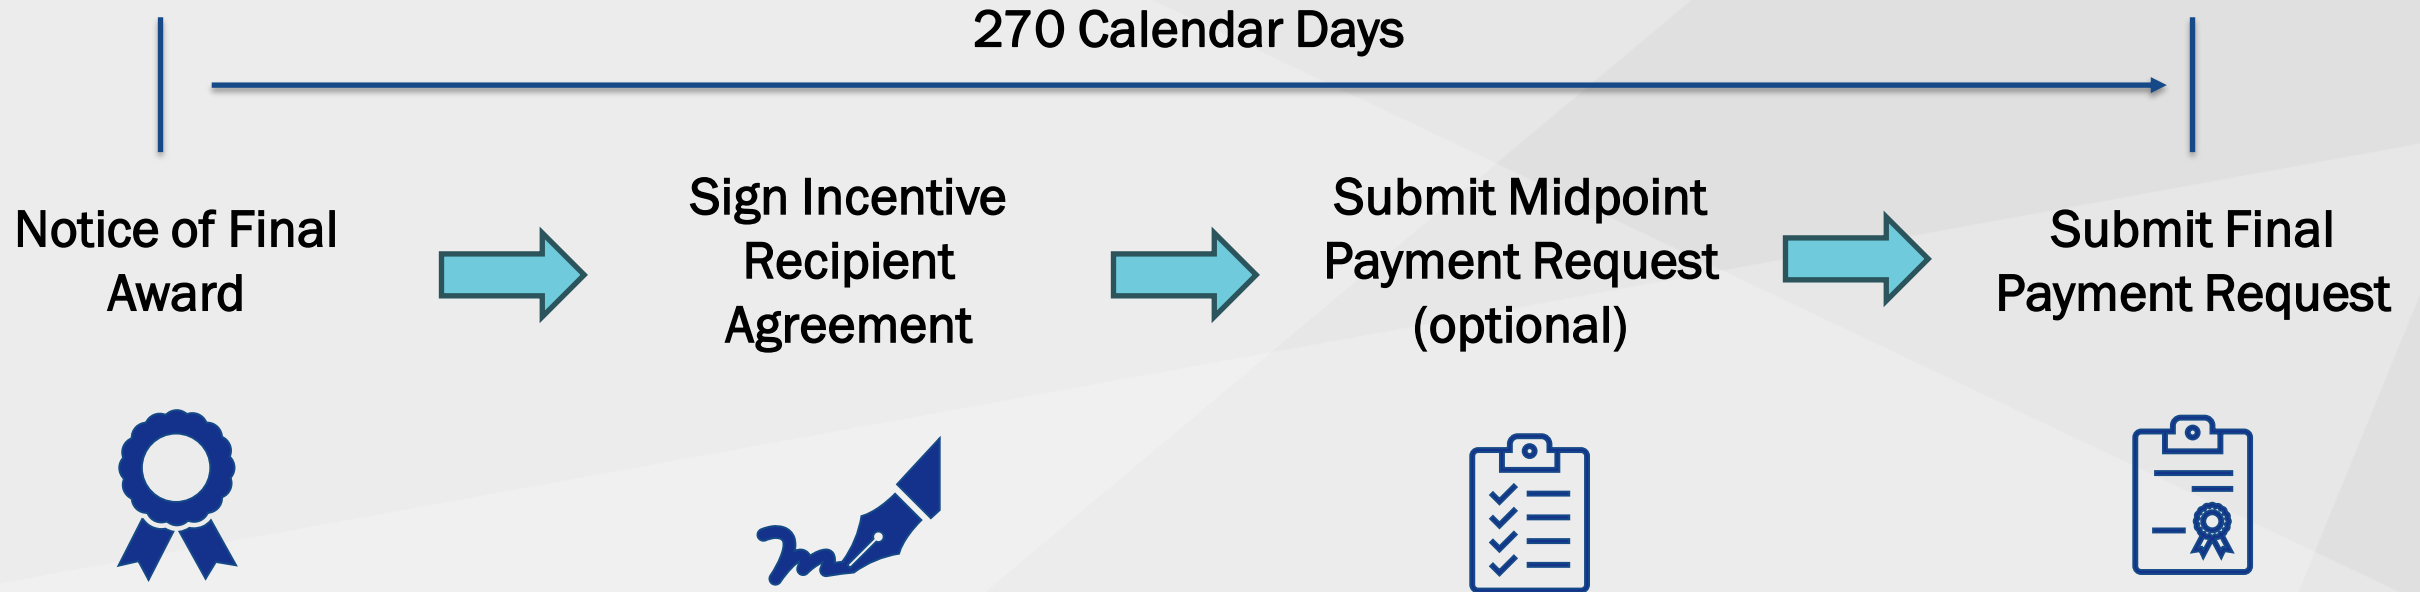 270 Calendar Days
Notice of Final
Award
Sign Incentive
Recipient
Agreement
Submit Midpoint
Payment Request
(optional)
Submit Final
Payment Request